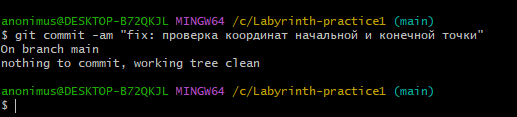 anonimus@DESKTOP-B72QKJL MINGW64 /c/Labyrinth-practice1 (main)
$ git commit -am "fix: проверка координат начальной и конечной точки"
On branch main
nothing to commit, working tree clean
anonimus@DESKTOP-B72QKJL MINGW64 /c/Labyrinth-practice1 (main)
$